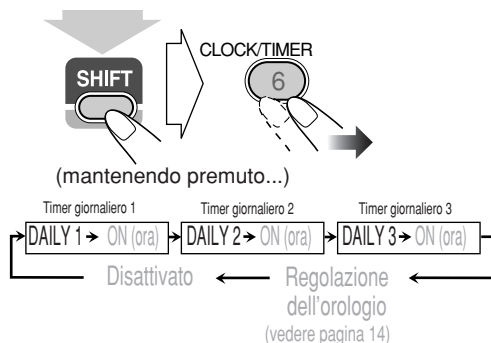 CLOCK/TIMER
SHIFT
6
(mantenendo premuto...)
Timer giornaliero 1 Timer giornaliero 2 Timer giornaliero 3
DAILY 1 ON (ora) DAILY 2 ON (ora) DAILY 3 ON (ora)
Disattivato Regolazione
dell'orologio
(vedere pagina 14)